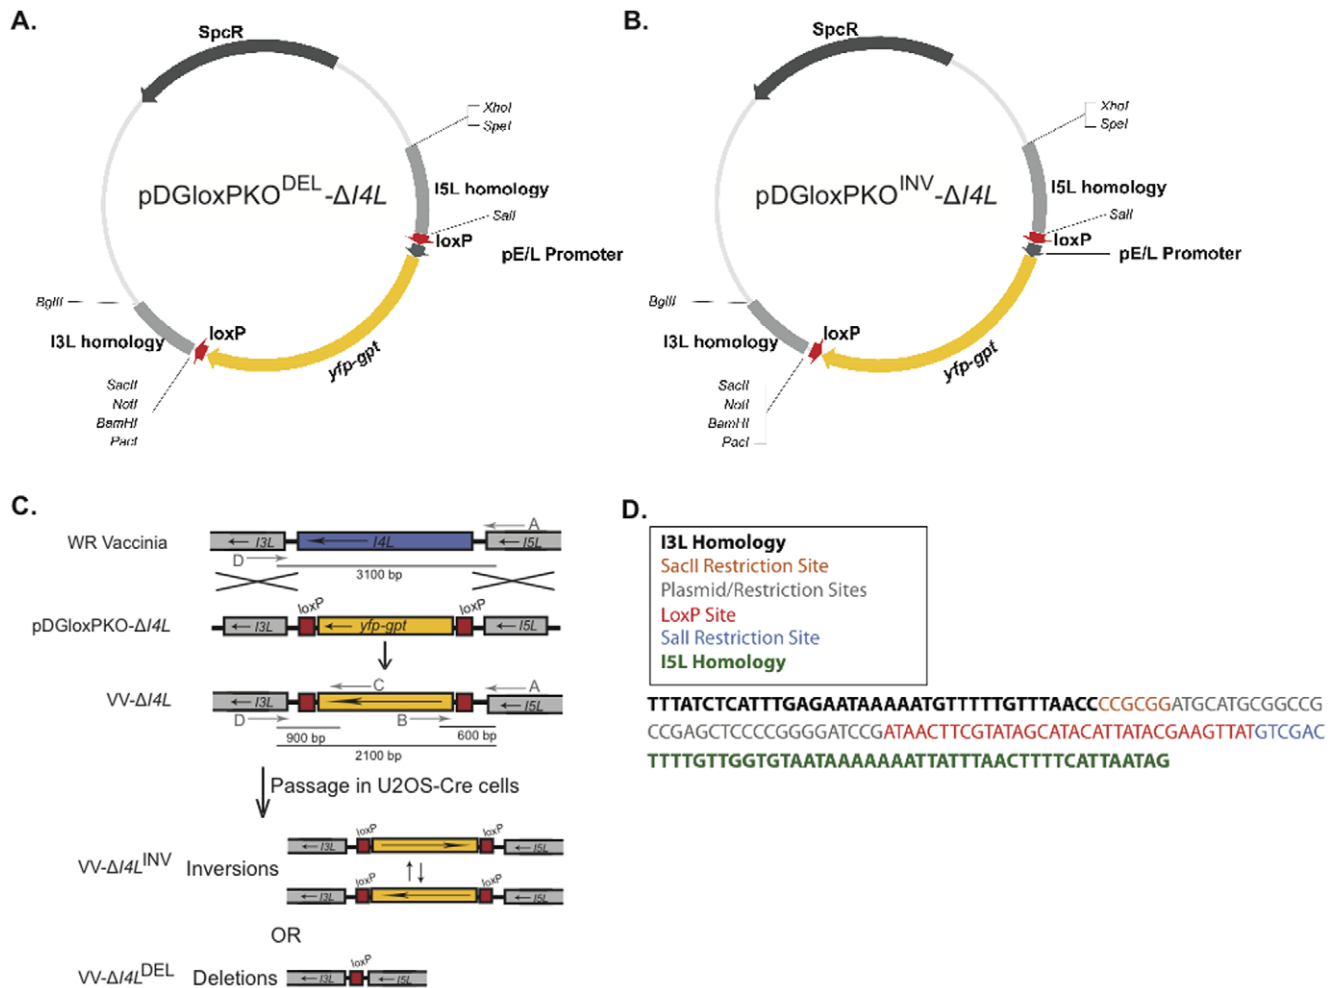 A.
SpcR
XhoI
SpeI
pDGloxPKO^DEL-ΔI4L
I5L homology
SalI
loxP
pE/L Promoter
BglII
I3L homology
loxP
yfp-gpt
SacII
NotI
BamHI
PacI
B.
SpcR
XhoI
SpeI
pDGloxPKO^INV-ΔI4L
I5L homology
SalI
loxP
pE/L Promoter
BglII
I3L homology
loxP
yfp-gpt
SacII
NotI
BamHI
PacI
C.
WR Vaccinia
A
I3L
I4L
I5L
D
3100 bp
loxP
loxP
pDGloxPKO-ΔI4L
I3L
yfp-gpt
I5L
C
A
VV-ΔI4L
I3L
I5L
D
B
900 bp
600 bp
2100 bp
Passage in U2OS-Cre cells
loxP
loxP
I3L
I5L
VV-ΔI4L^INV Inversions
loxP
loxP
I3L
I5L
OR
loxP
VV-ΔI4L^DEL Deletions
I3L
I5L
D.
I3L Homology
SacII Restriction Site
Plasmid/Restriction Sites
LoxP Site
SalI Restriction Site
I5L Homology
TTTATCTCATTTGAGAATAAAAATGTTTTTGTTTAACCCCGCGGATGCATGCGGCCG
CCGAGCTCCCCGGGGATCCGATAACTTCGTATAGCATACATTATACGAAGTTATGTCGAC
TTTTGTTGGTGTAATAAAAAAATTATTTAACTTTTCATTAATAG